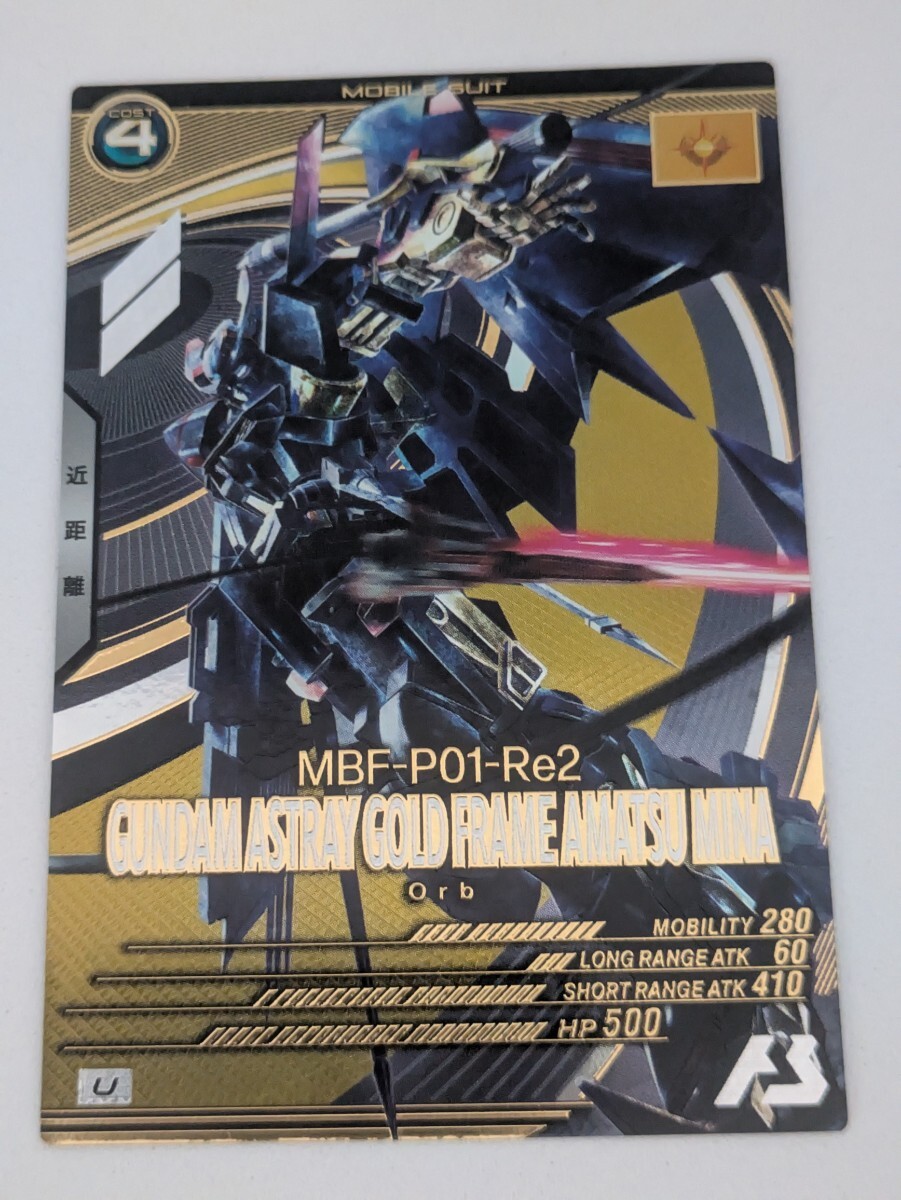 MOBILE SUIT
COST
4
近
距
離
MBF-P01-Re2
GUNDAM ASTRAY GOLD FRAME AMATSU MINA
Orb
MOBILITY 280
LONG RANGE ATK 60
SHORT RANGE ATK 410
HP 500
U